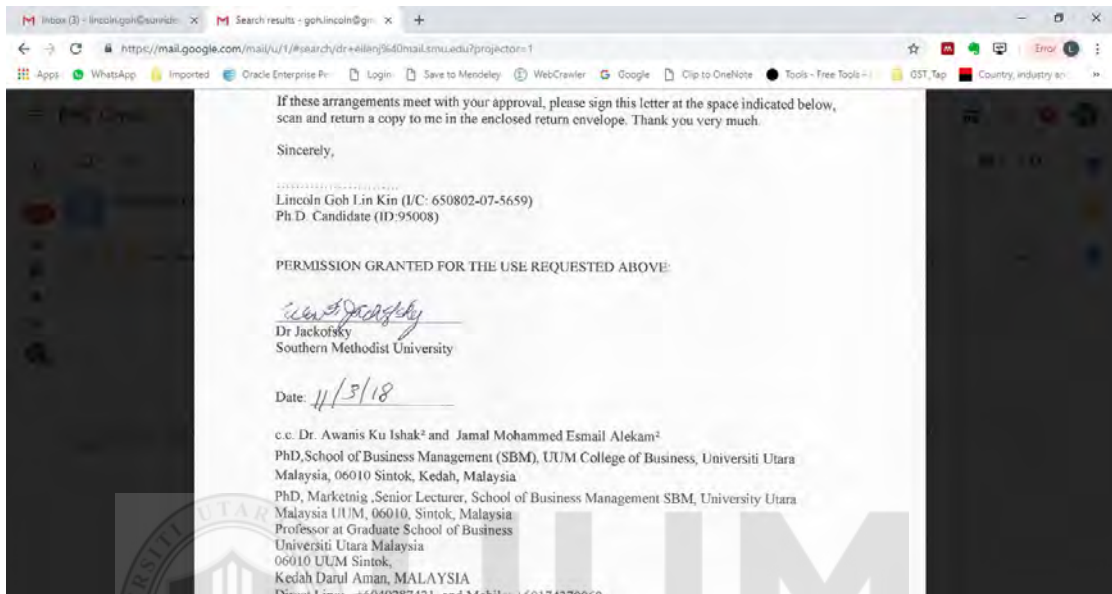 Inbox (3) - lincoln.goh@sunride
Search results - goh.lincoln@gm
https://mail.google.com/mail/u/1/#search/dr+eilenj%40mail.smu.edu?projector=1
Error
Apps WhatsApp Imported Oracle Enterprise Pe Login Save to Mendeley WebCrawler Google Clip to OneNote Tools - Free Tools - GST_Tap Country, industry an
If these arrangements meet with your approval, please sign this letter at the space indicated below,
scan and return a copy to me in the enclosed return envelope. Thank you very much.
Sincerely,
Lincoln Goh Lin Kin (I/C: 650802-07-5659)
Ph.D. Candidate (ID:95008)
PERMISSION GRANTED FOR THE USE REQUESTED ABOVE:
Dr Jackofsky
Southern Methodist University
Date: 11/3/18
c.c. Dr. Awanis Ku Ishak² and Jamal Mohammed Esmail Alekam²
PhD,School of Business Management (SBM), UUM College of Business, Universiti Utara
Malaysia, 06010 Sintok, Kedah, Malaysia
PhD, Marketnig ,Senior Lecturer, School of Business Management SBM, University Utara
Malaysia UUM, 06010, Sintok, Malaysia
Professor at Graduate School of Business
Universiti Utara Malaysia
06010 UUM Sintok,
Kedah Darul Aman, MALAYSIA
UUM